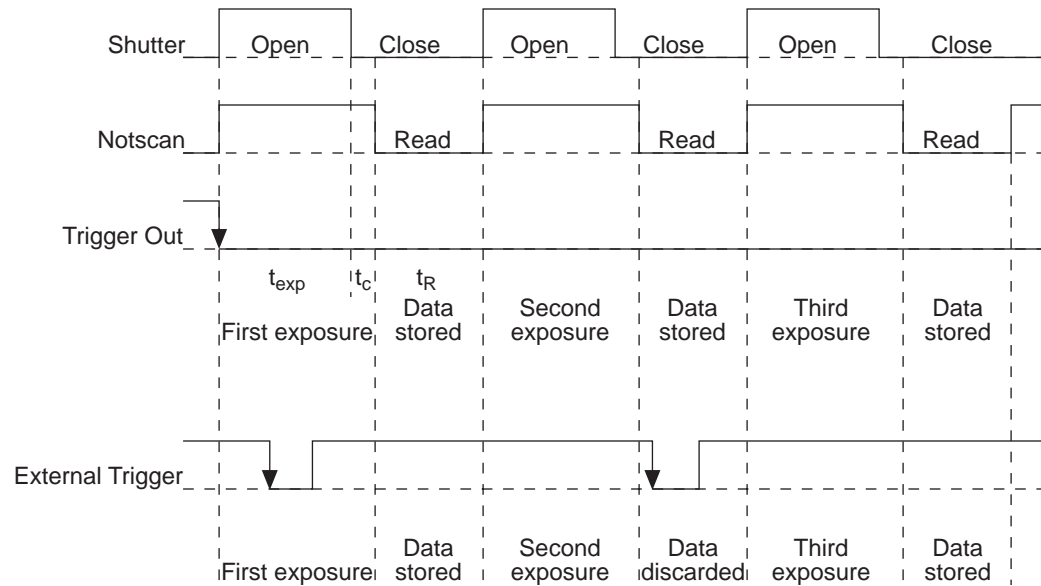 Shutter Open Close Open Close Open Close
Notscan Read Read Read
Trigger Out
t_exp t_c t_R
Data Second Data Third Data
stored exposure stored exposure stored
First exposure
External Trigger
Data Second Data Third Data
First exposure stored exposure discarded exposure stored